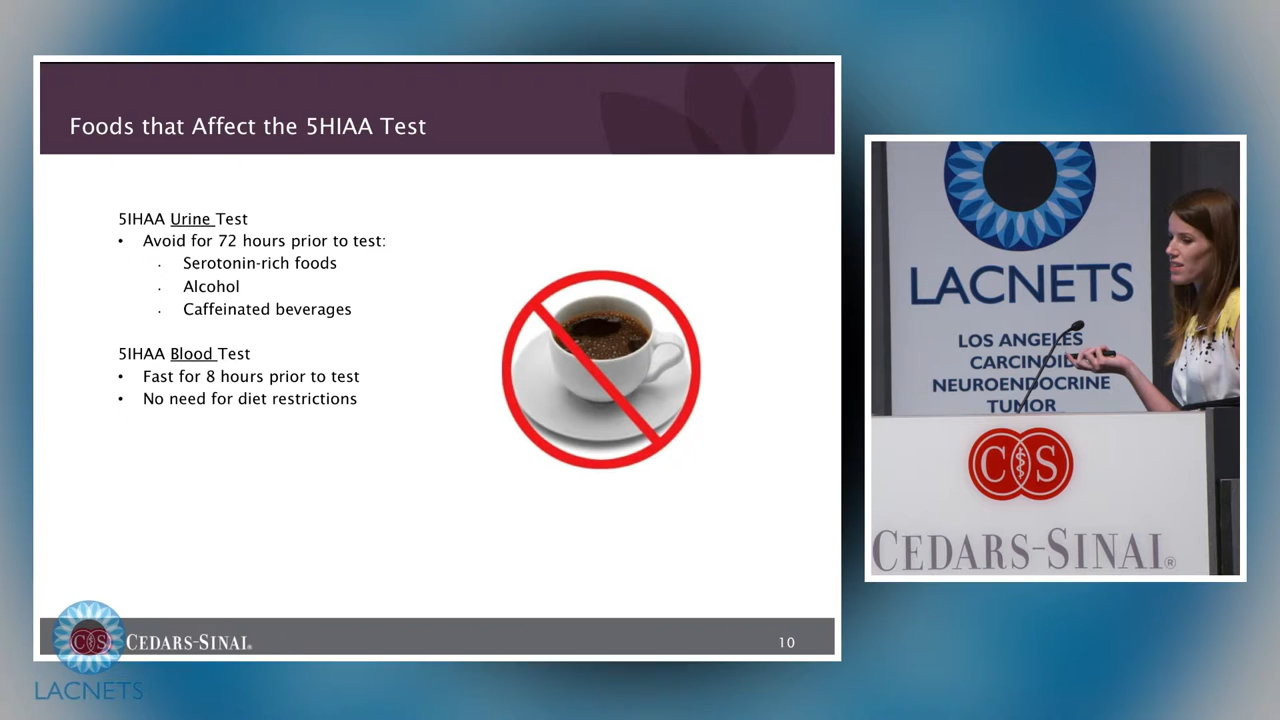 Foods that Affect the 5HIAA Test
5IHAA Urine Test
• Avoid for 72 hours prior to test:
· Serotonin-rich foods
· Alcohol
· Caffeinated beverages
5IHAA Blood Test
• Fast for 8 hours prior to test
• No need for diet restrictions
CS CEDARS-SINAI®
10
LACNETS
LACNETS
LOS ANGELES
CARCINOID
NEUROENDOCRINE
TUMOR
CS
CEDARS-SINAI®